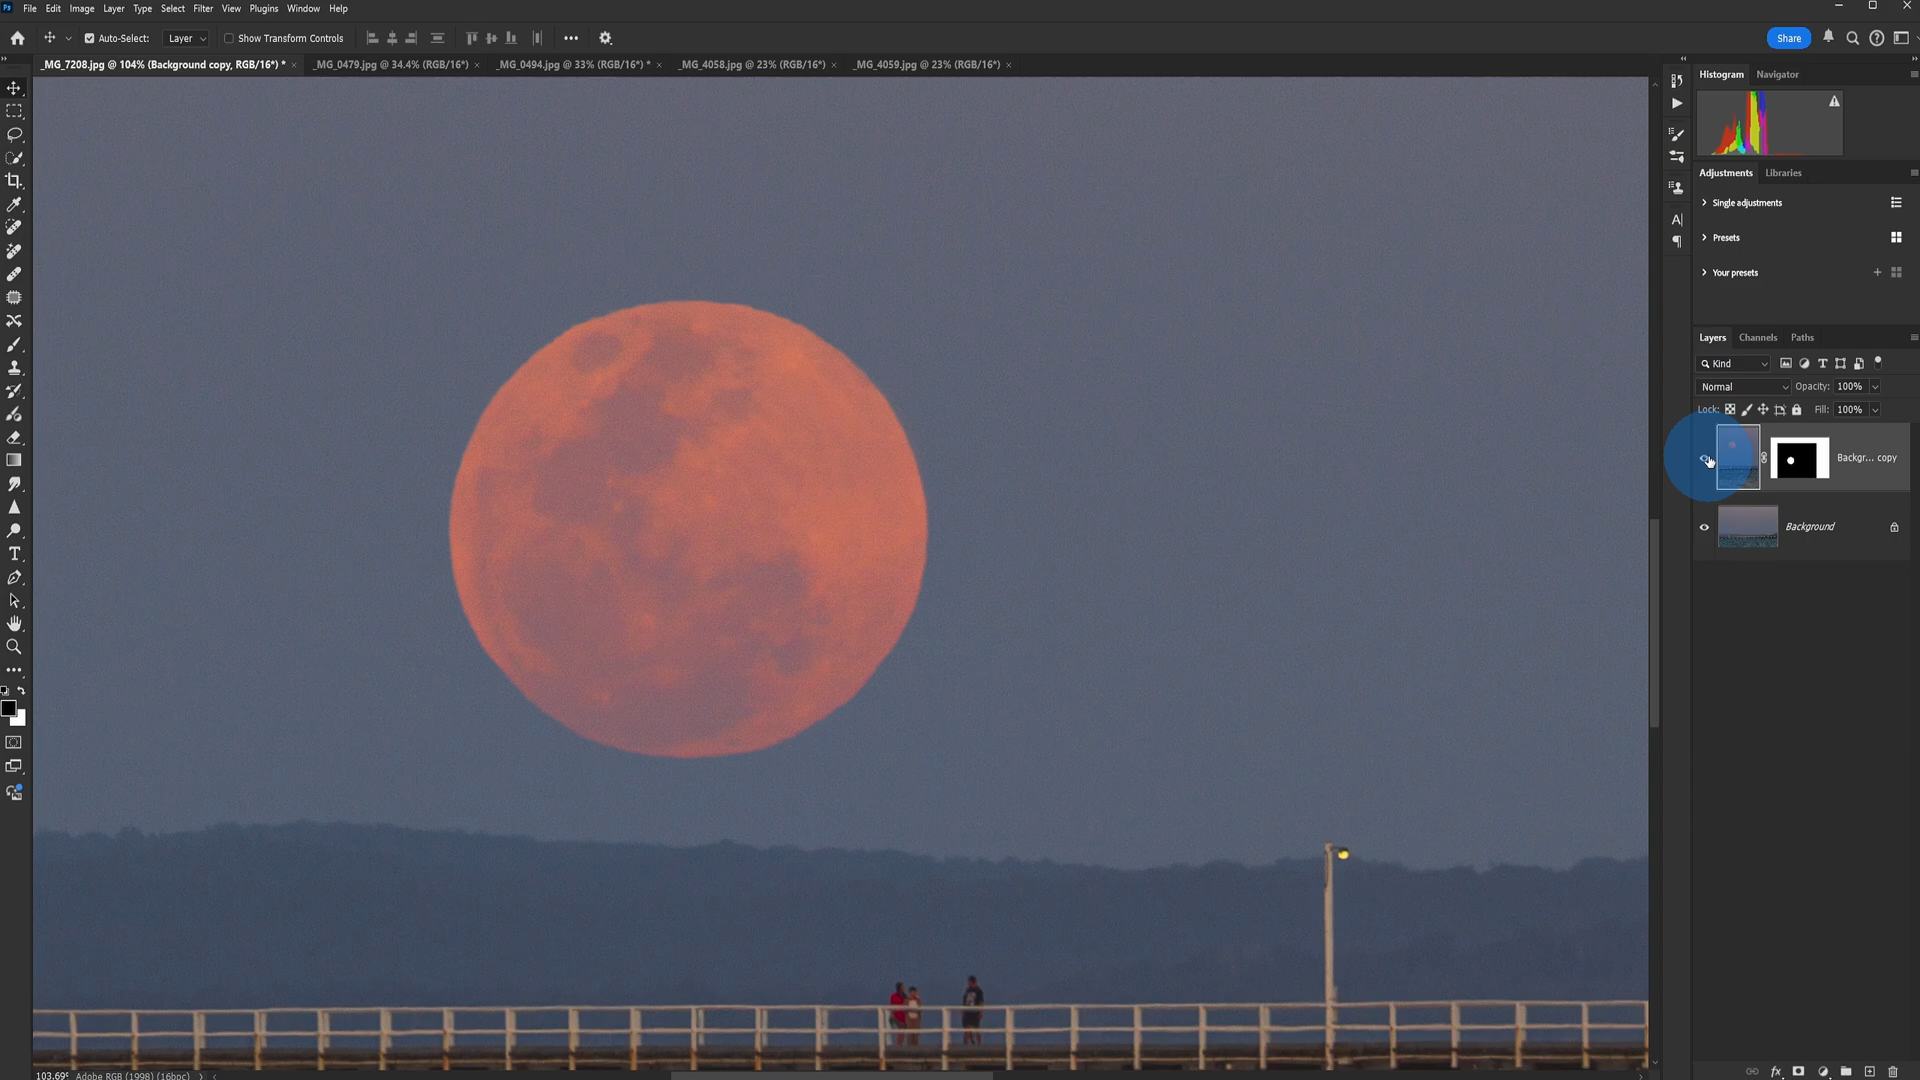 Ps File Edit Image Layer Type Select Filter View Plugins Window Help
Auto-Select: Layer Show Transform Controls Share
_MG_7208.jpg @ 104% (Background copy, RGB/16*) * × _MG_0479.jpg @ 34.4% (RGB/16*) × _MG_0494.jpg @ 33% (RGB/16*) * × _MG_4058.jpg @ 23% (RGB/16*) × _MG_4059.jpg @ 23% (RGB/16*) ×
Histogram Navigator
Adjustments Libraries
Single adjustments
Presets
Your presets
Layers Channels Paths
Kind
Normal Opacity: 100%
Lock: Fill: 100%
Backgr... copy
Background
103.69% Adobe RGB (1998) (16bpc)